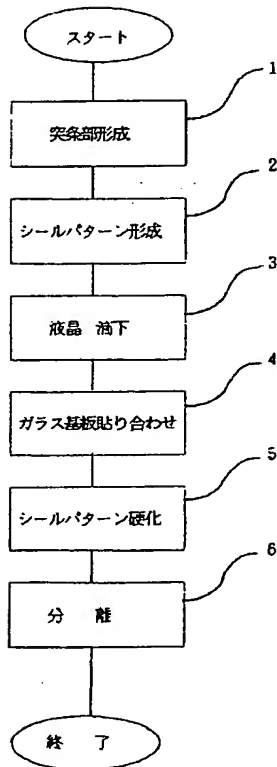 スタート
1
突条部形成
2
シールパターン形成
3
液晶 滴下
4
ガラス基板貼り合わせ
5
シールパターン硬化
6
分 離
終 了